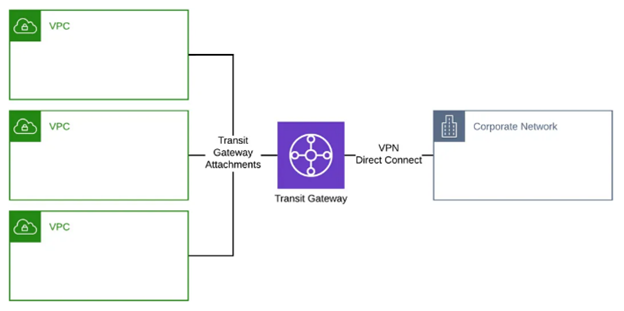 VPC
VPC
VPC
Transit
Gateway
Attachments
Transit Gateway
VPN
Direct Connect
Corporate Network